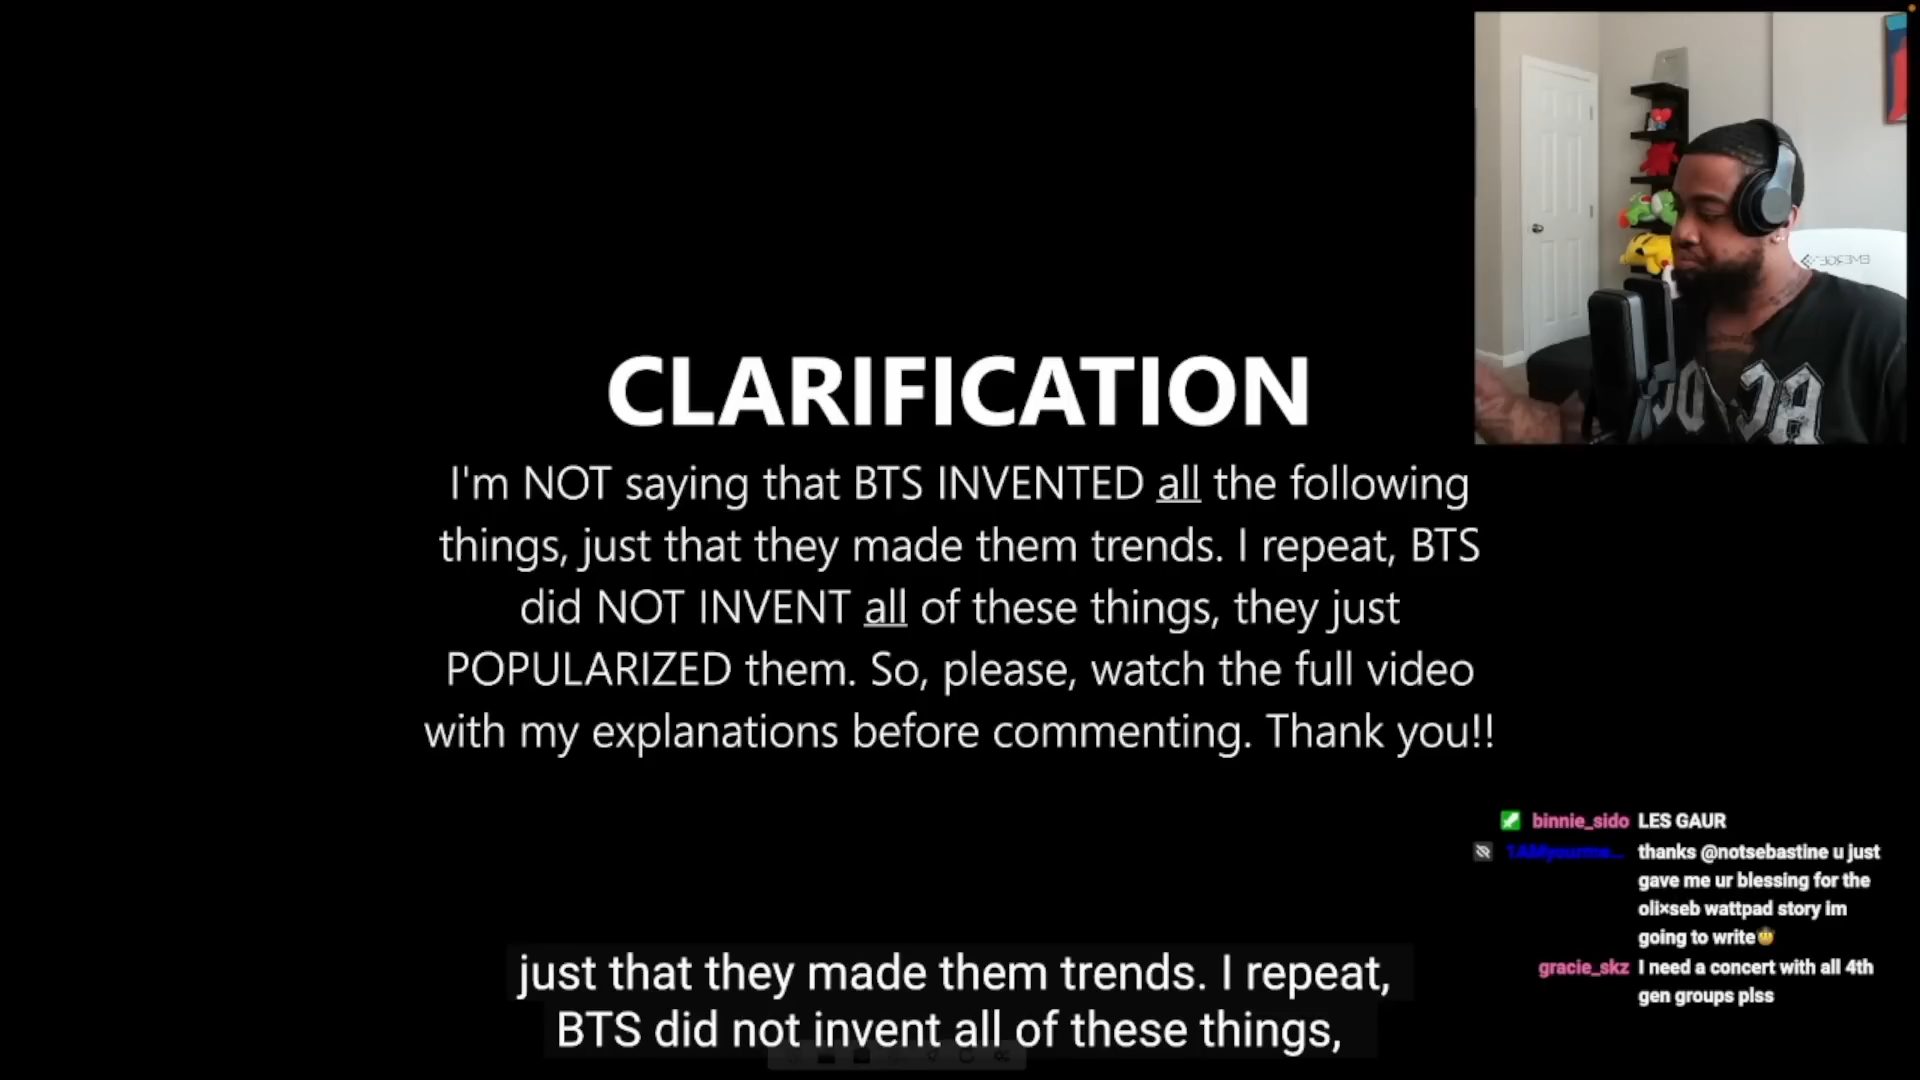 CLARIFICATION
I'm NOT saying that BTS INVENTED all the following
things, just that they made them trends. I repeat, BTS
did NOT INVENT all of these things, they just
POPULARIZED them. So, please, watch the full video
with my explanations before commenting. Thank you!!
binnie_sido LES GAUR
thanks @notsebastine u just
gave me ur blessing for the
oli×seb wattpad story im
going to write🤠
gracie_skz I need a concert with all 4th
gen groups plss
just that they made them trends. I repeat,
BTS did not invent all of these things,